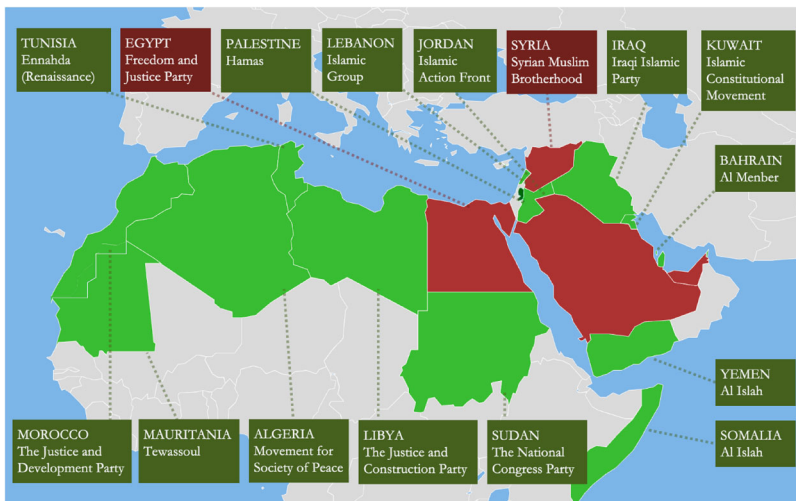 TUNISIA
Ennahda
(Renaissance)
EGYPT
Freedom and
Justice Party
PALESTINE
Hamas
LEBANON
Islamic
Group
JORDAN
Islamic
Action Front
SYRIA
Syrian Muslim
Brotherhood
IRAQ
Iraqi Islamic
Party
KUWAIT
Islamic
Constitutional
Movement
BAHRAIN
Al Menber
YEMEN
Al Islah
SOMALIA
Al Islah
MOROCCO
The Justice and
Development Party
MAURITANIA
Tewassoul
ALGERIA
Movement for
Society of Peace
LIBYA
The Justice and
Construction Party
SUDAN
The National
Congress Party